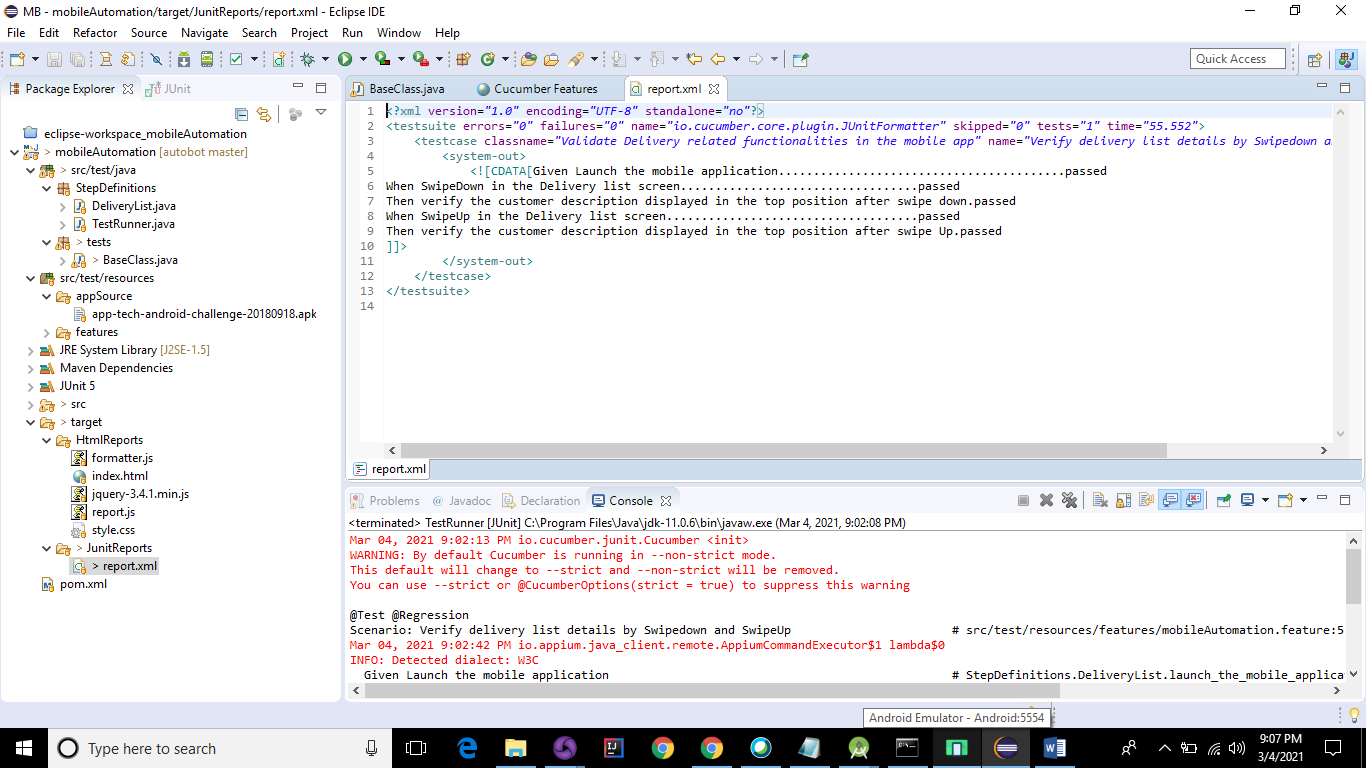 MB - mobileAutomation/target/JunitReports/report.xml - Eclipse IDE
File Edit Refactor Source Navigate Search Project Run Window Help
Quick Access
Package Explorer JUnit
eclipse-workspace_mobileAutomation
> mobileAutomation [autobot master]
> src/test/java
StepDefinitions
DeliveryList.java
TestRunner.java
> tests
> BaseClass.java
src/test/resources
appSource
app-tech-android-challenge-20180918.apk
features
JRE System Library [J2SE-1.5]
Maven Dependencies
JUnit 5
> src
> target
HtmlReports
formatter.js
index.html
jquery-3.4.1.min.js
report.js
style.css
> JunitReports
> report.xml
pom.xml
BaseClass.java Cucumber Features report.xml
1 <?xml version="1.0" encoding="UTF-8" standalone="no"?>
2 <testsuite errors="0" failures="0" name="io.cucumber.core.plugin.JUnitFormatter" skipped="0" tests="1" time="55.552">
3 <testcase classname="Validate Delivery related functionalities in the mobile app" name="Verify delivery list details by Swipedown a
4 <system-out>
5 <![CDATA[Given Launch the mobile application.........................................passed
6 When SwipeDown in the Delivery list screen..................................passed
7 Then verify the customer description displayed in the top position after swipe down.passed
8 When SwipeUp in the Delivery list screen....................................passed
9 Then verify the customer description displayed in the top position after swipe Up.passed
10 ]]>
11 </system-out>
12 </testcase>
13 </testsuite>
14
report.xml
Problems @ Javadoc Declaration Console
<terminated> TestRunner [JUnit] C:\Program Files\Java\jdk-11.0.6\bin\javaw.exe (Mar 4, 2021, 9:02:08 PM)
Mar 04, 2021 9:02:13 PM io.cucumber.junit.Cucumber <init>
WARNING: By default Cucumber is running in --non-strict mode.
This default will change to --strict and --non-strict will be removed.
You can use --strict or @CucumberOptions(strict = true) to suppress this warning
@Test @Regression
Scenario: Verify delivery list details by Swipedown and SwipeUp # src/test/resources/features/mobileAutomation.feature:5
Mar 04, 2021 9:02:42 PM io.appium.java_client.remote.AppiumCommandExecutor$1 lambda$0
INFO: Detected dialect: W3C
Given Launch the mobile application # StepDefinitions.DeliveryList.launch_the_mobile_applica
Android Emulator - Android:5554
Type here to search
9:07 PM
3/4/2021